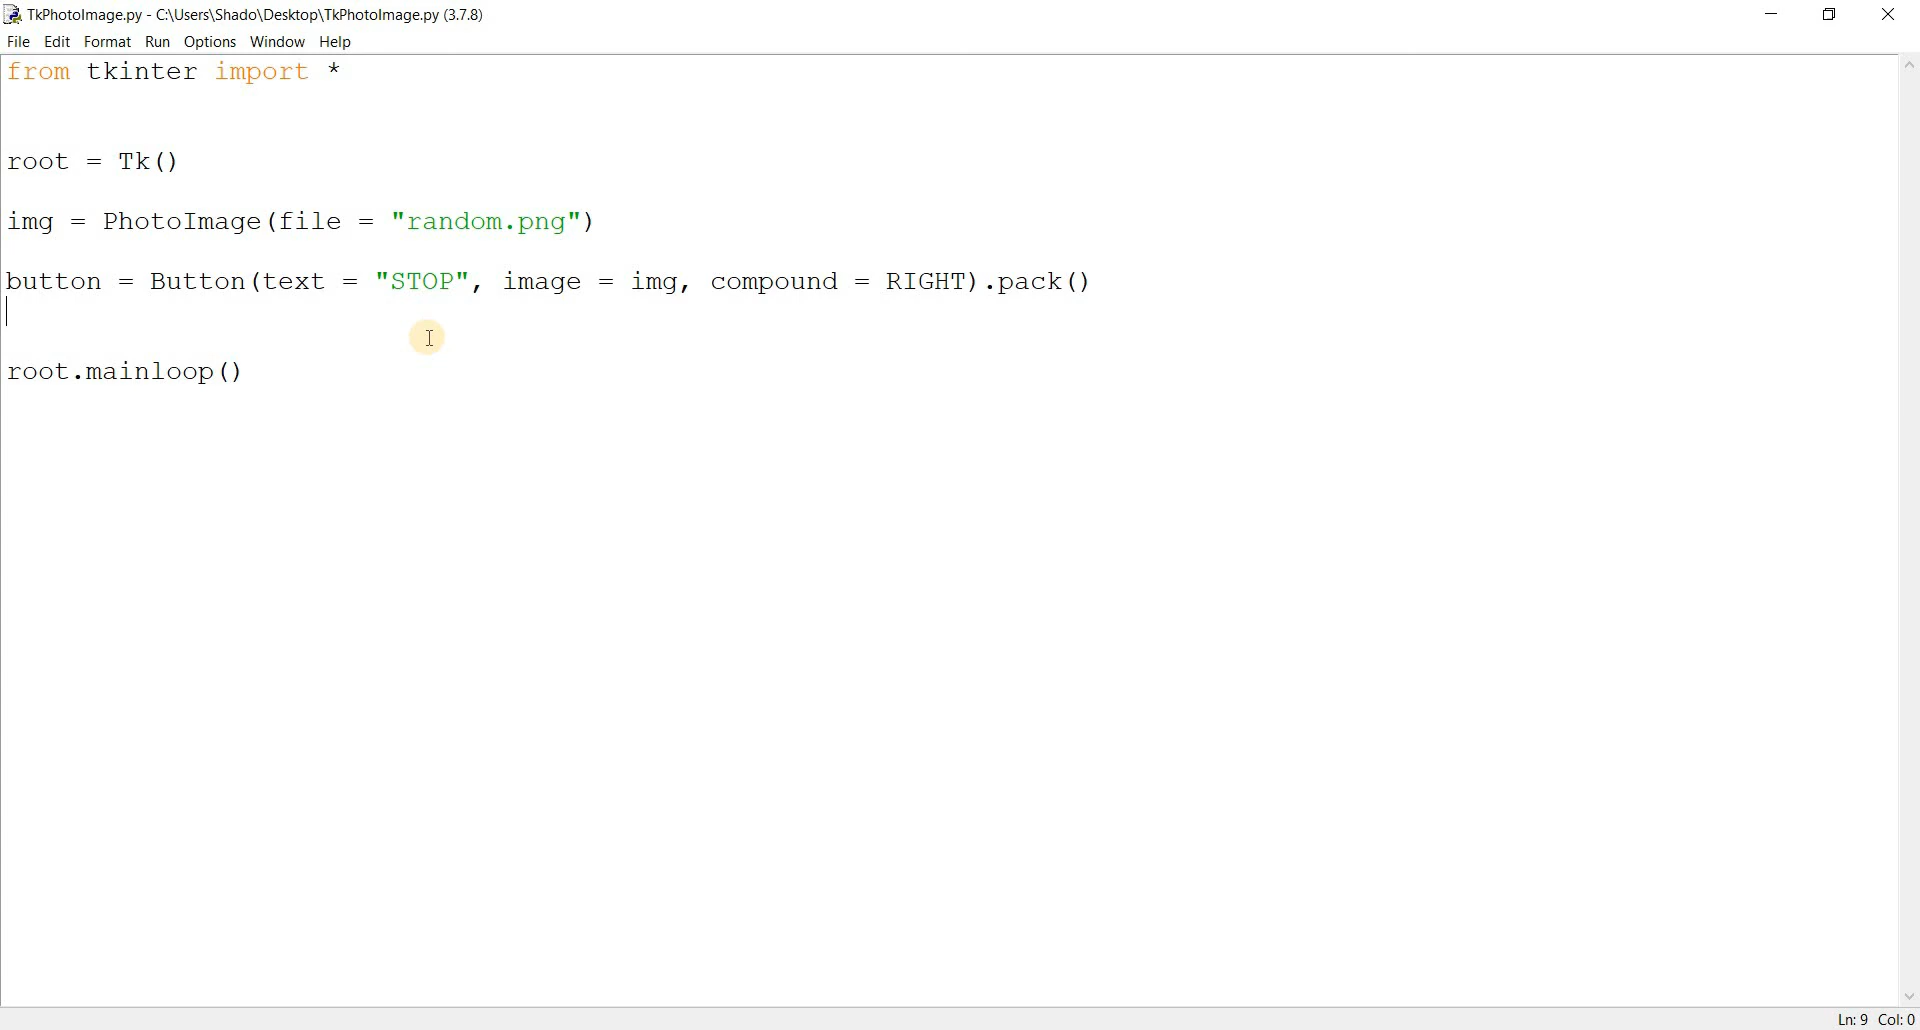 TkPhotoImage.py - C:\Users\Shado\Desktop\TkPhotoImage.py (3.7.8)
File Edit Format Run Options Window Help
from tkinter import *
root = Tk()
img = PhotoImage(file = "random.png")
button = Button(text = "STOP", image = img, compound = RIGHT).pack()
root.mainloop()
Ln: 9 Col: 0